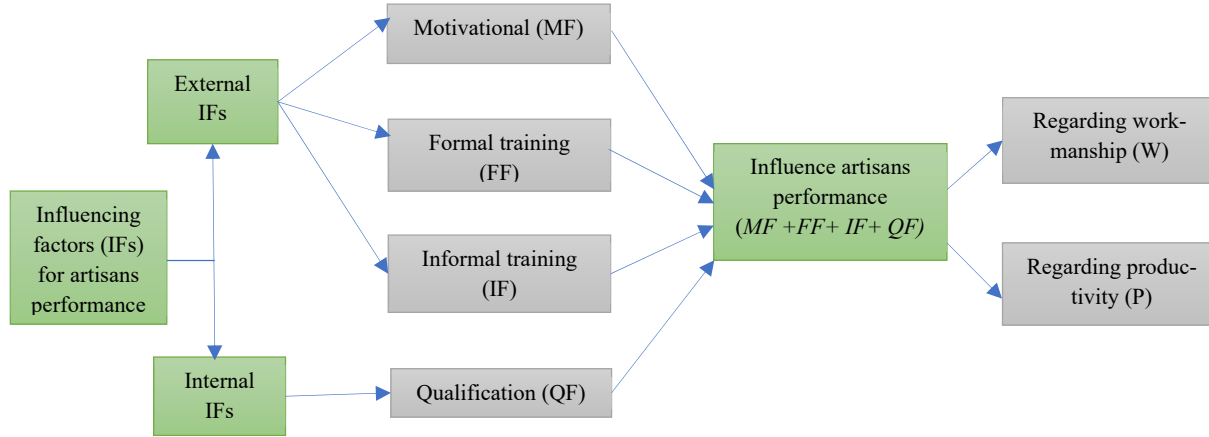 Influencing
factors (IFs)
for artisans
performance
External
IFs
Internal
IFs
Motivational (MF)
Formal training
(FF)
Informal training
(IF)
Qualification (QF)
Influence artisans
performance
(MF +FF+ IF+ QF)
Regarding work-
manship (W)
Regarding produc-
tivity (P)